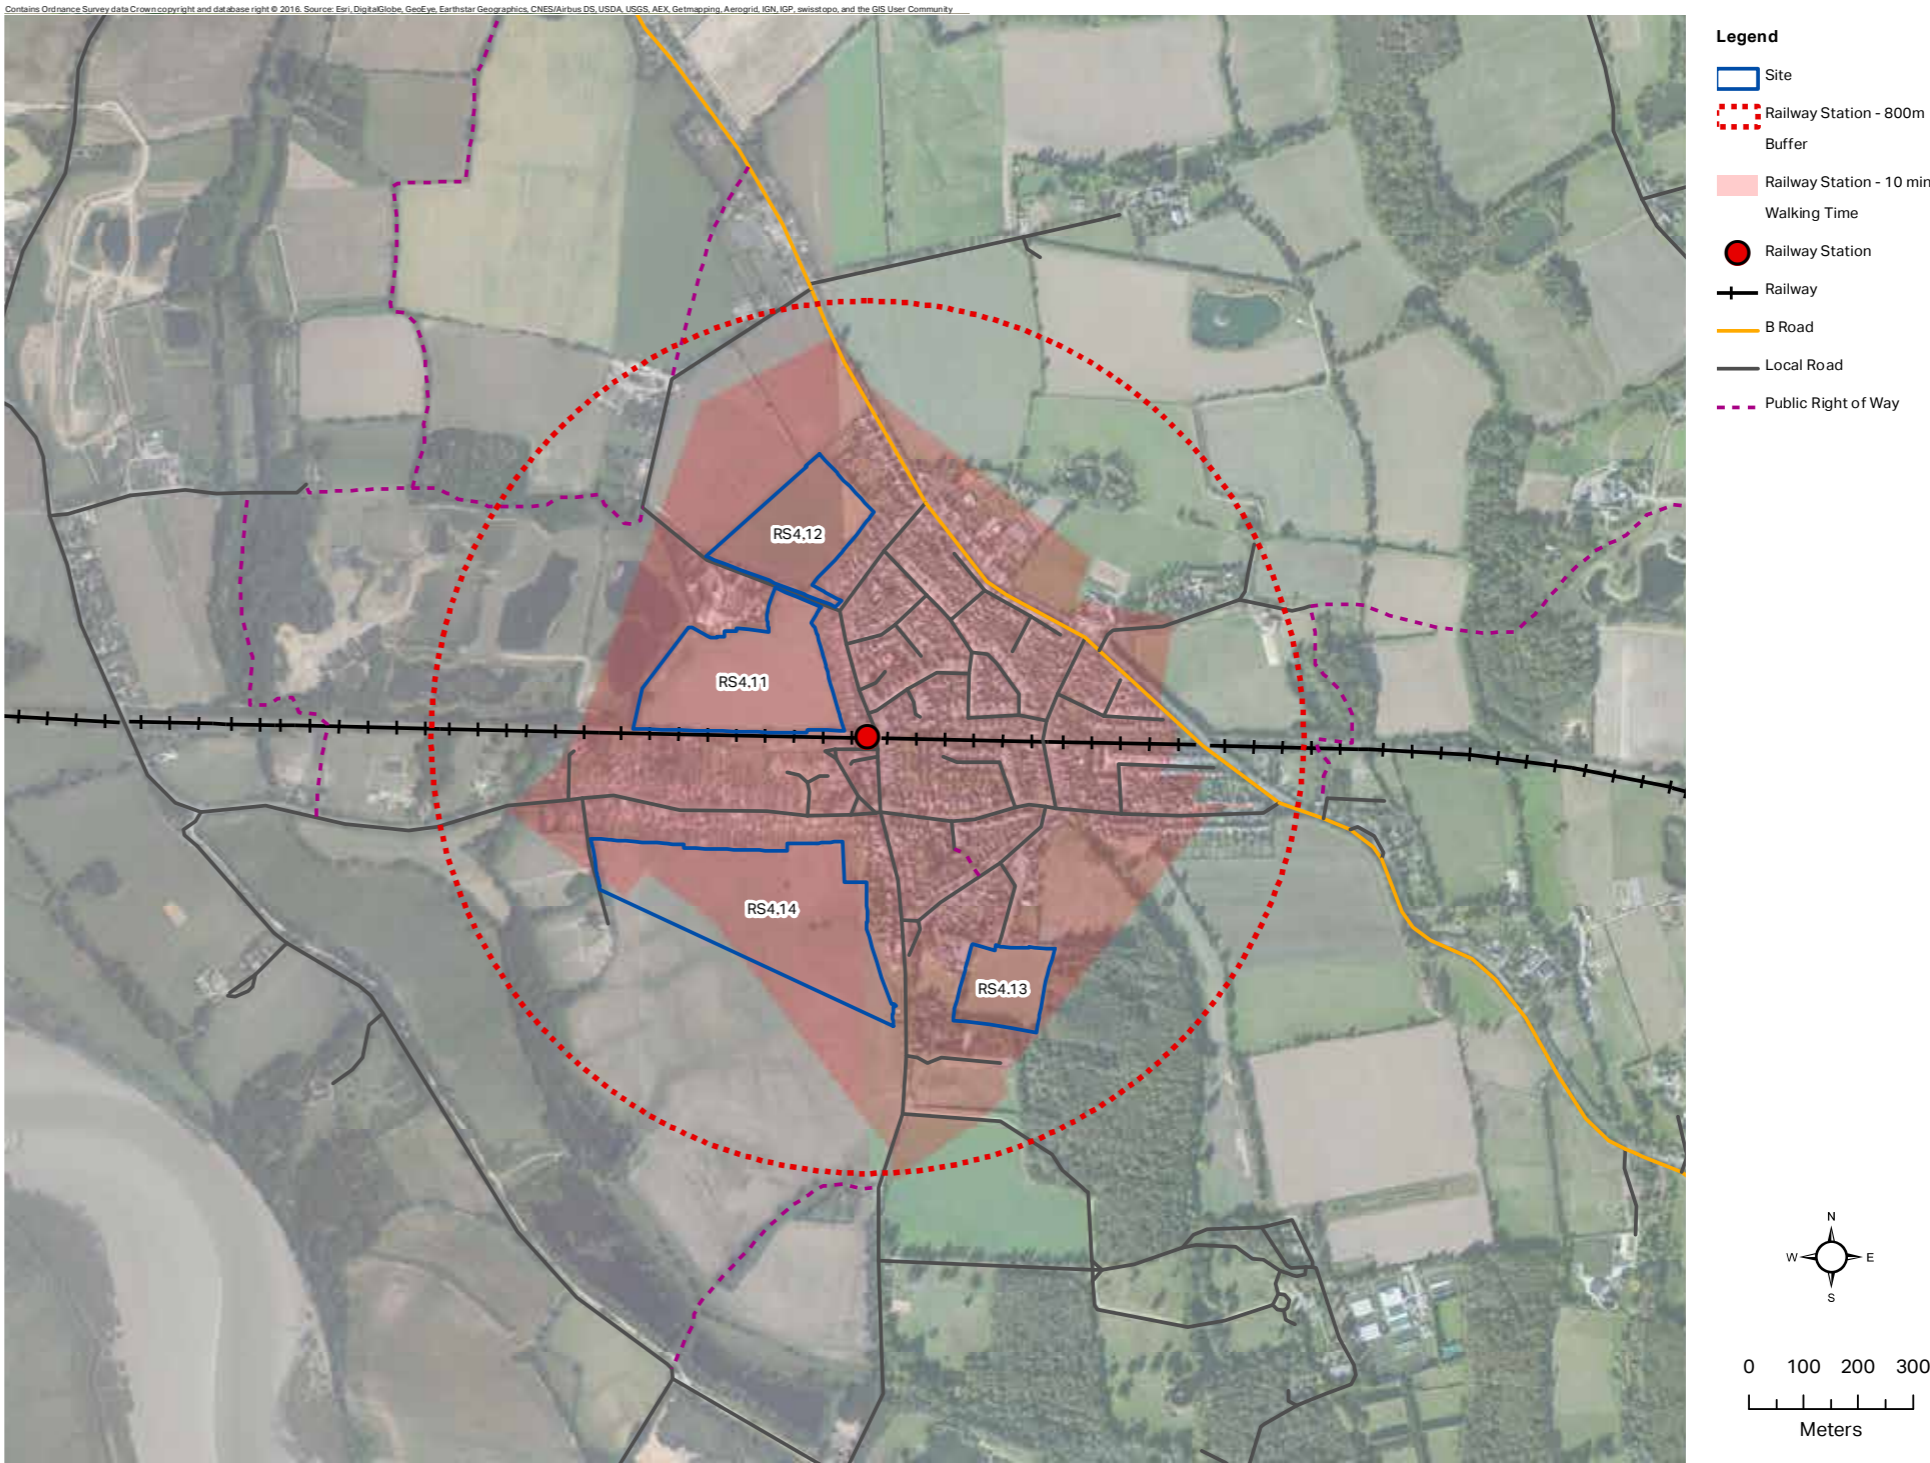 Contains Ordnance Survey data Crown copyright and database right © 2016. Source: Esri, DigitalGlobe, GeoEye, Earthstar Geographics, CNES/Airbus DS, USDA, USGS, AEX, Getmapping, Aerogrid, IGN, IGP, swisstopo, and the GIS User Community
Legend
Site
Railway Station - 800m
Buffer
Railway Station - 10 min
Walking Time
Railway Station
Railway
B Road
Local Road
Public Right of Way
RS4.12
RS4.11
RS4.14
RS4.13
N
W E
S
0 100 200 300
Meters